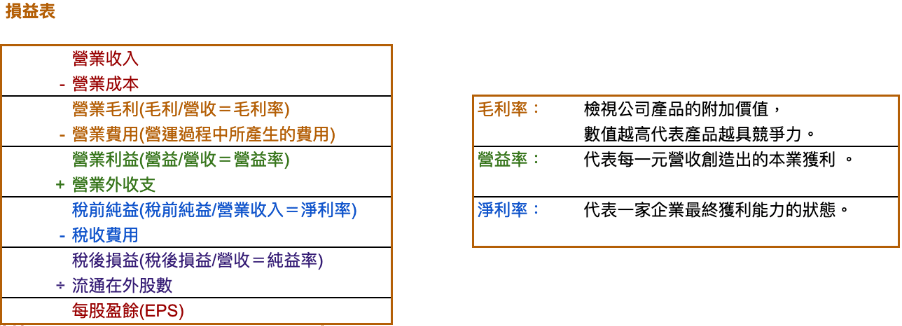 損益表
營業收入
- 營業成本
營業毛利(毛利/營收＝毛利率)
- 營業費用(營運過程中所產生的費用)
營業利益(營益/營收＝營益率)
+ 營業外收支
稅前純益(稅前純益/營業收入＝淨利率)
- 稅收費用
稅後損益(稅後損益/營收＝純益率)
+ 流通在外股數
每股盈餘(EPS)
毛利率： 檢視公司產品的附加價值，
數值越高代表產品越具競爭力。
營益率： 代表每一元營收創造出的本業獲利 。
淨利率： 代表一家企業最終獲利能力的狀態。